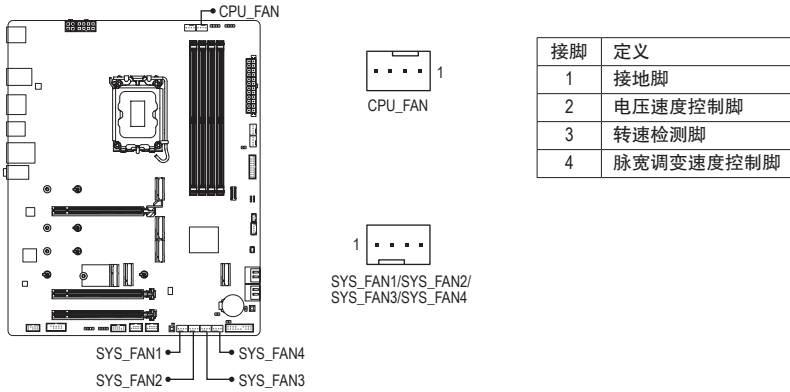 CPU_FAN
1
CPU_FAN
接脚 定义
1 接地脚
2 电压速度控制脚
3 转速检测脚
4 脉宽调变速度控制脚
1
SYS_FAN1/SYS_FAN2/
SYS_FAN3/SYS_FAN4
SYS_FAN1 SYS_FAN4
SYS_FAN2 SYS_FAN3